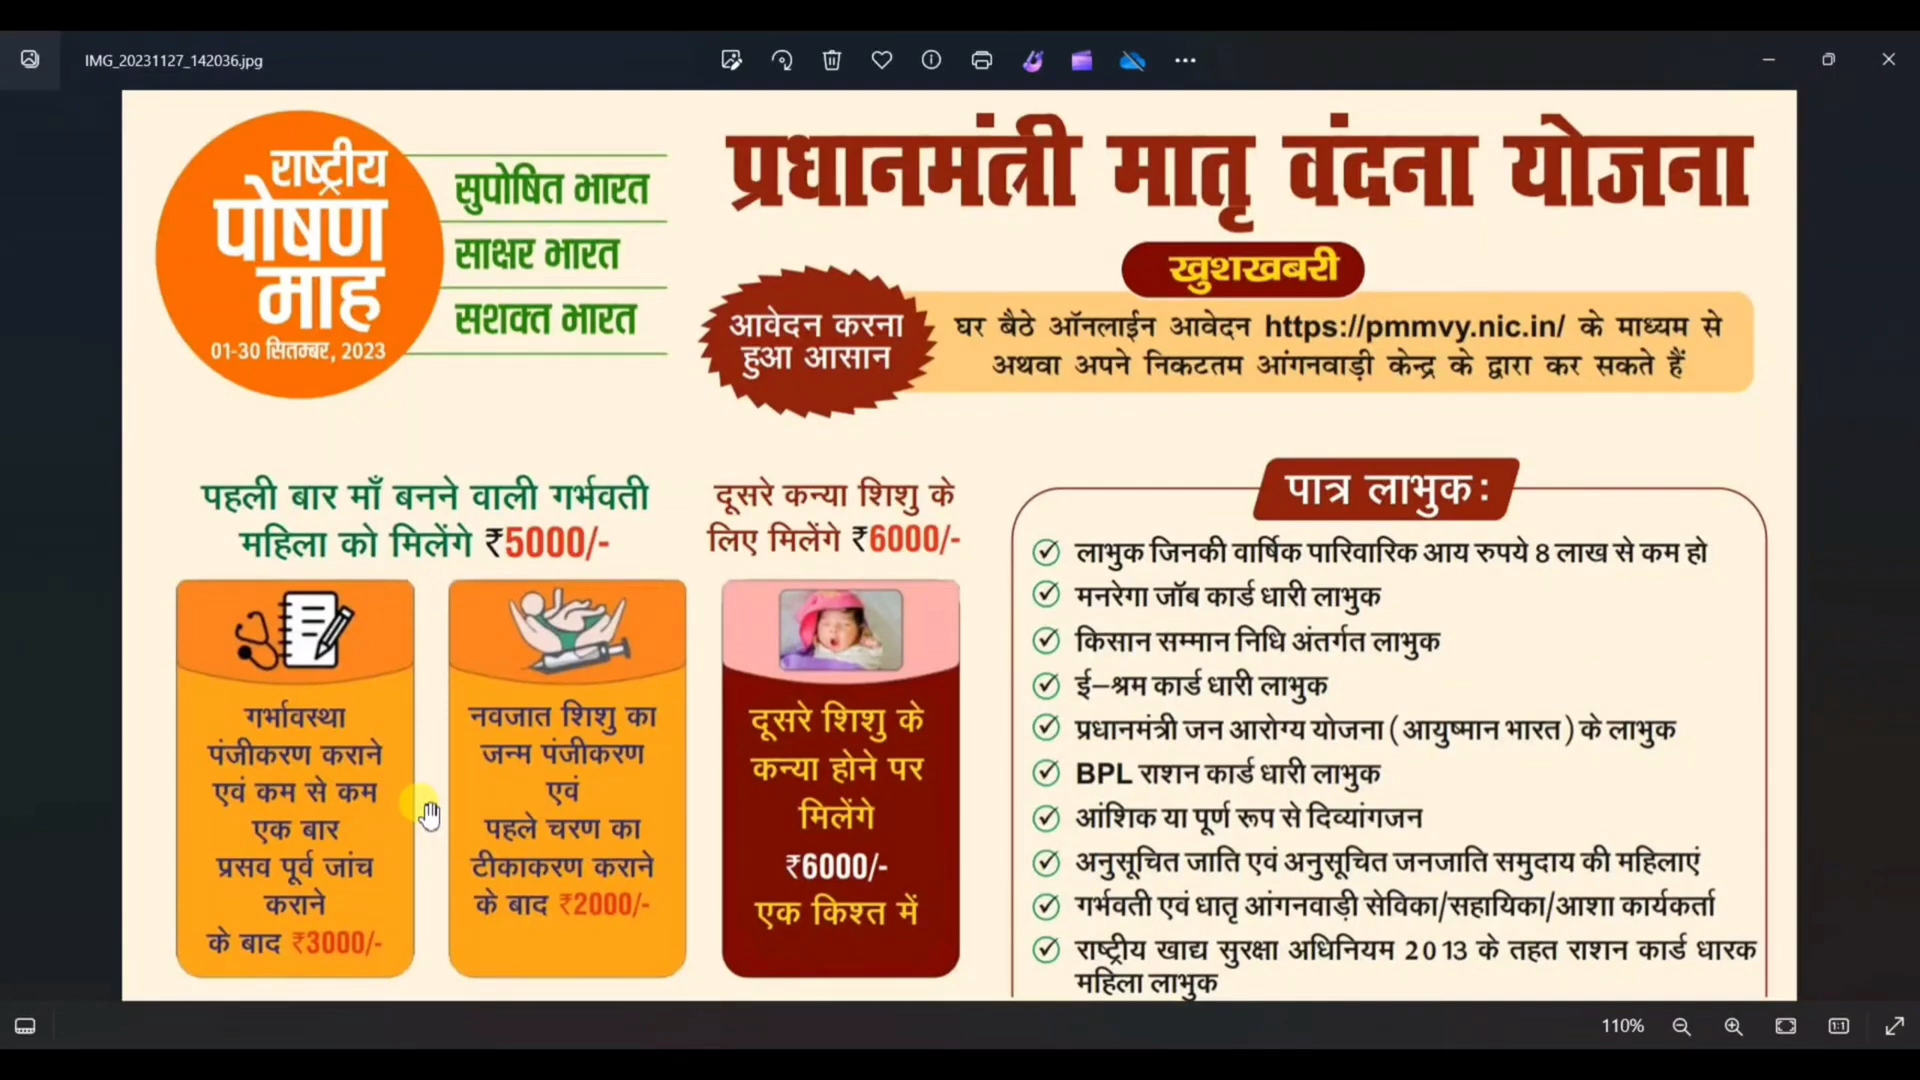 IMG_20231127_142036.jpg
राष्ट्रीय
पोषण
माह
01-30 सितम्बर, 2023
सुपोषित भारत
साक्षर भारत
सशक्त भारत
प्रधानमंत्री मातृ वंदना योजना
खुशखबरी
आवेदन करना
हुआ आसान
घर बैठे ऑनलाईन आवेदन https://pmmvy.nic.in/ के माध्यम से
अथवा अपने निकटतम आंगनवाड़ी केन्द्र के द्वारा कर सकते हैं
पहली बार माँ बनने वाली गर्भवती
महिला को मिलेंगे ₹5000/-
गर्भावस्था
पंजीकरण कराने
एवं कम से कम
एक बार
प्रसव पूर्व जांच
कराने
के बाद ₹3000/-
नवजात शिशु का
जन्म पंजीकरण
एवं
पहले चरण का
टीकाकरण कराने
के बाद ₹2000/-
दूसरे कन्या शिशु के
लिए मिलेंगे ₹6000/-
दूसरे शिशु के
कन्या होने पर
मिलेंगे
₹6000/-
एक किश्त में
पात्र लाभुक:
लाभुक जिनकी वार्षिक पारिवारिक आय रुपये 8 लाख से कम हो
मनरेगा जॉब कार्ड धारी लाभुक
किसान सम्मान निधि अंतर्गत लाभुक
ई–श्रम कार्ड धारी लाभुक
प्रधानमंत्री जन आरोग्य योजना (आयुष्मान भारत) के लाभुक
BPL राशन कार्ड धारी लाभुक
आंशिक या पूर्ण रूप से दिव्यांगजन
अनुसूचित जाति एवं अनुसूचित जनजाति समुदाय की महिलाएं
गर्भवती एवं धातृ आंगनवाड़ी सेविका/सहायिका/आशा कार्यकर्ता
राष्ट्रीय खाद्य सुरक्षा अधिनियम 2013 के तहत राशन कार्ड धारक
महिला लाभुक
110%
1:1